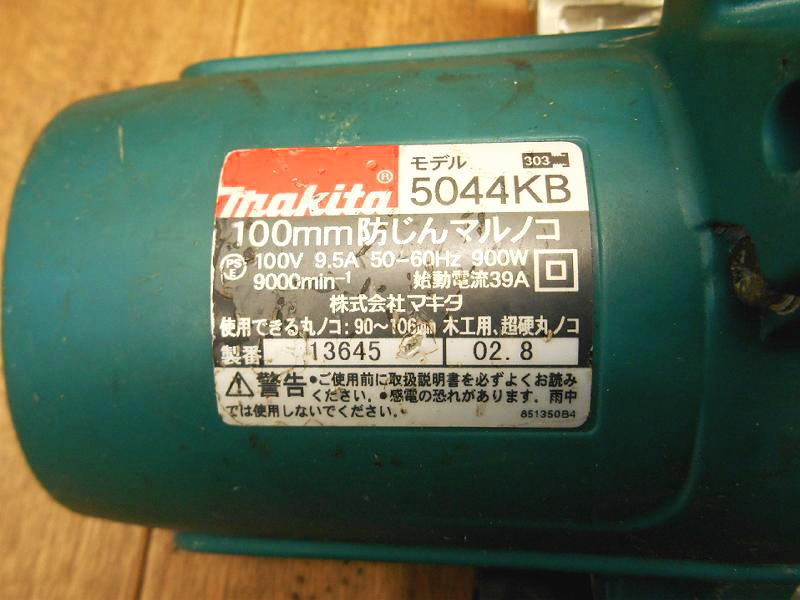 makita®
モデル 303
5044KB
100mm防じんマルノコ
PSE 100V 9.5A 50-60Hz 900W
9000min⁻¹ 始動電流39A
株式会社マキタ
使用できる丸ノコ:90〜106mm 木工用、超硬丸ノコ
製番 13645 02.8
警告 •ご使用前に取扱説明書を必ずよくお読み
ください。•感電の恐れがあります。雨中
では使用しないでください。
851350B4